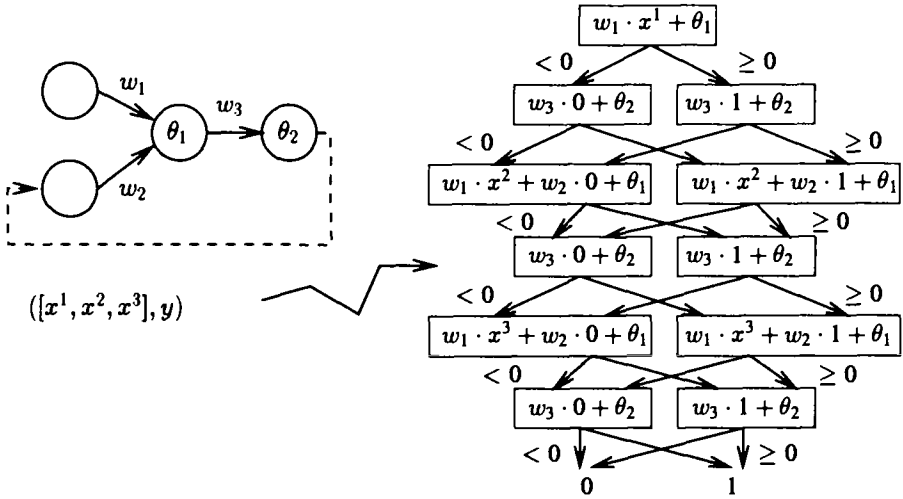 w₁
w₂
θ₁
w₃
θ₂
([x¹, x², x³], y)
w₁ · x¹ + θ₁
< 0
≥ 0
w₃ · 0 + θ₂
w₃ · 1 + θ₂
< 0
≥ 0
w₁ · x² + w₂ · 0 + θ₁
w₁ · x² + w₂ · 1 + θ₁
< 0
≥ 0
w₃ · 0 + θ₂
w₃ · 1 + θ₂
< 0
≥ 0
w₁ · x³ + w₂ · 0 + θ₁
w₁ · x³ + w₂ · 1 + θ₁
< 0
≥ 0
w₃ · 0 + θ₂
w₃ · 1 + θ₂
< 0
≥ 0
0
1